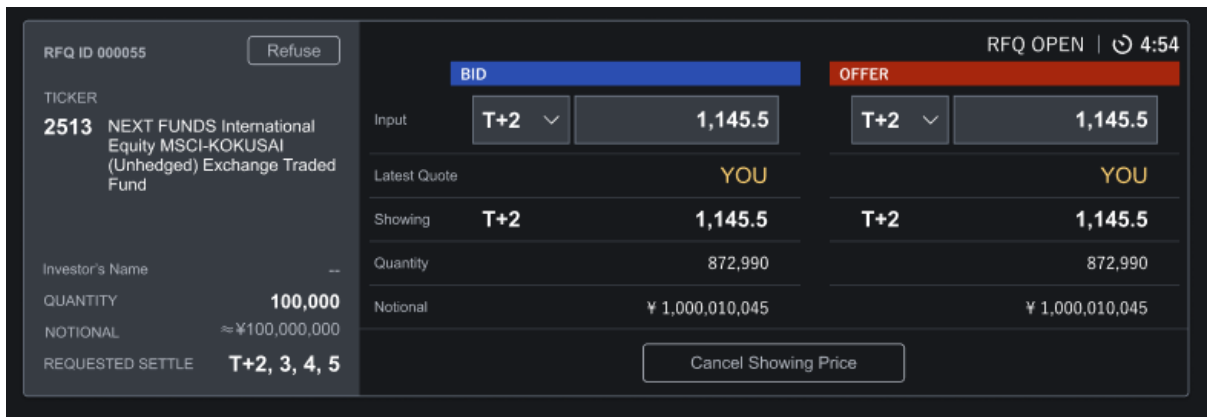 RFQ ID 000055 Refuse
TICKER
2513 NEXT FUNDS International
Equity MSCI-KOKUSAI
(Unhedged) Exchange Traded
Fund
Investor's Name --
QUANTITY 100,000
NOTIONAL ≈¥100,000,000
REQUESTED SETTLE T+2, 3, 4, 5
RFQ OPEN | 4:54
BID OFFER
Input T+2 1,145.5 T+2 1,145.5
Latest Quote YOU YOU
Showing T+2 1,145.5 T+2 1,145.5
Quantity 872,990 872,990
Notional ¥ 1,000,010,045 ¥ 1,000,010,045
Cancel Showing Price